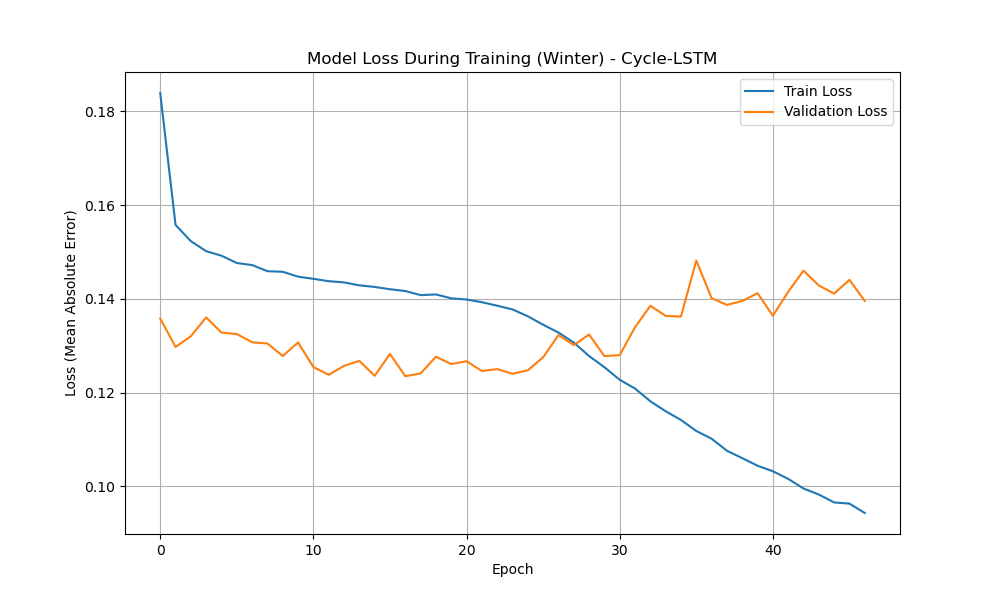 Model Loss During Training (Winter) - Cycle-LSTM
Train Loss
Validation Loss
Loss (Mean Absolute Error)
0.18
0.16
0.14
0.12
0.10
0
10
20
30
40
Epoch